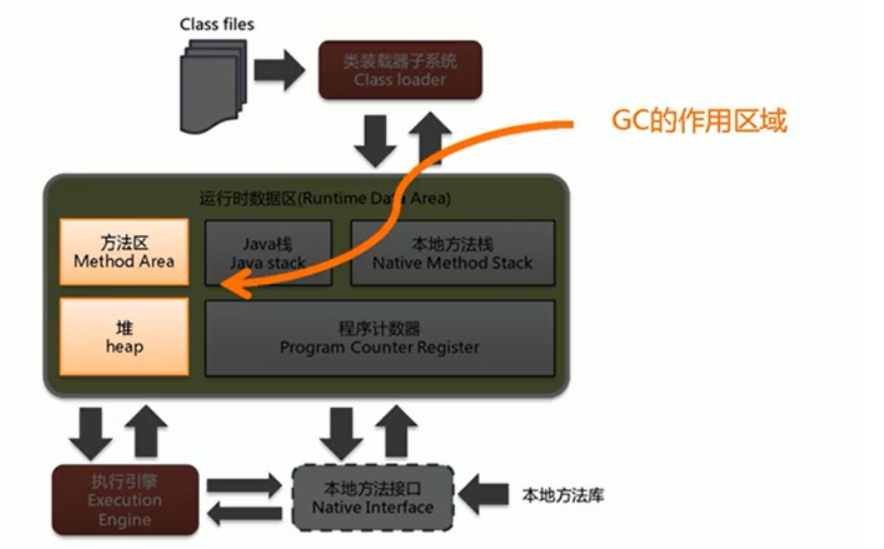 Class files
类装载器子系统
Class loader
GC的作用区域
运行时数据区(Runtime Data Area)
方法区
Method Area
Java栈
Java stack
本地方法栈
Native Method Stack
堆
heap
程序计数器
Program Counter Register
执行引擎
Execution
Engine
本地方法接口
Native Interface
本地方法库